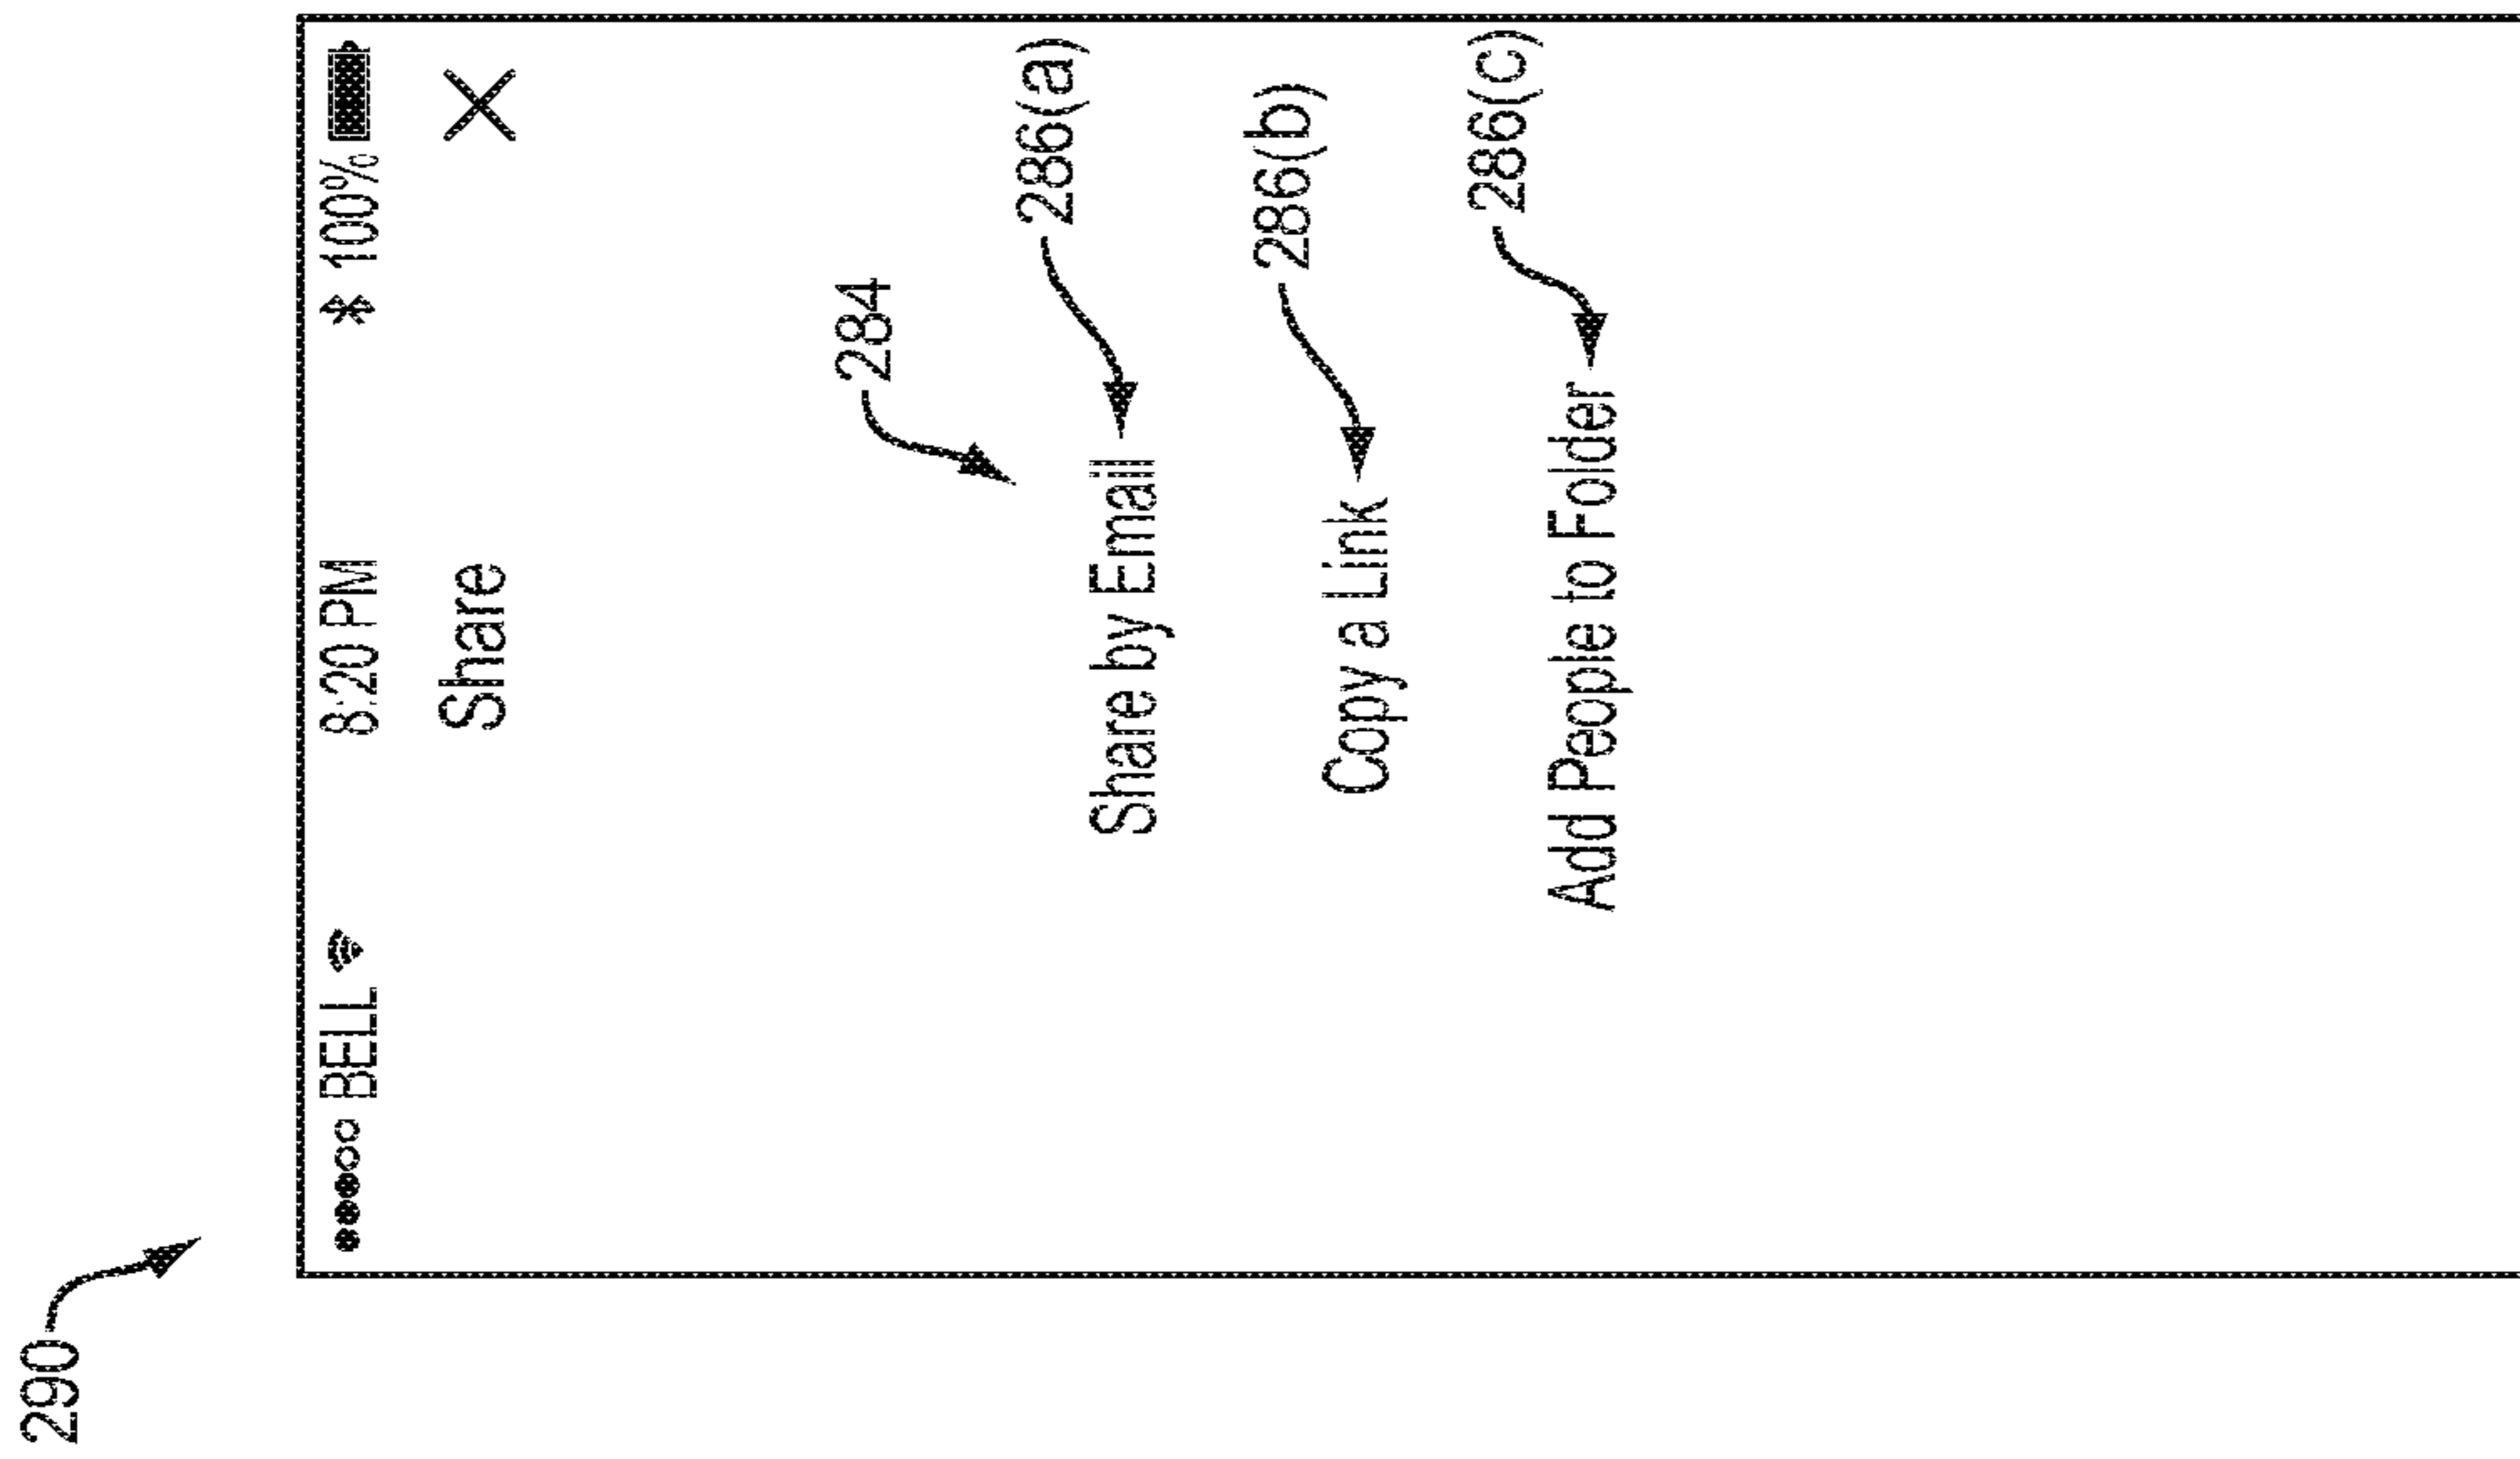 290
BELL 8:20 PM 100%
Share
284
286(a)
Share by Email
286(b)
Copy a Link
286(c)
Add People to Folder